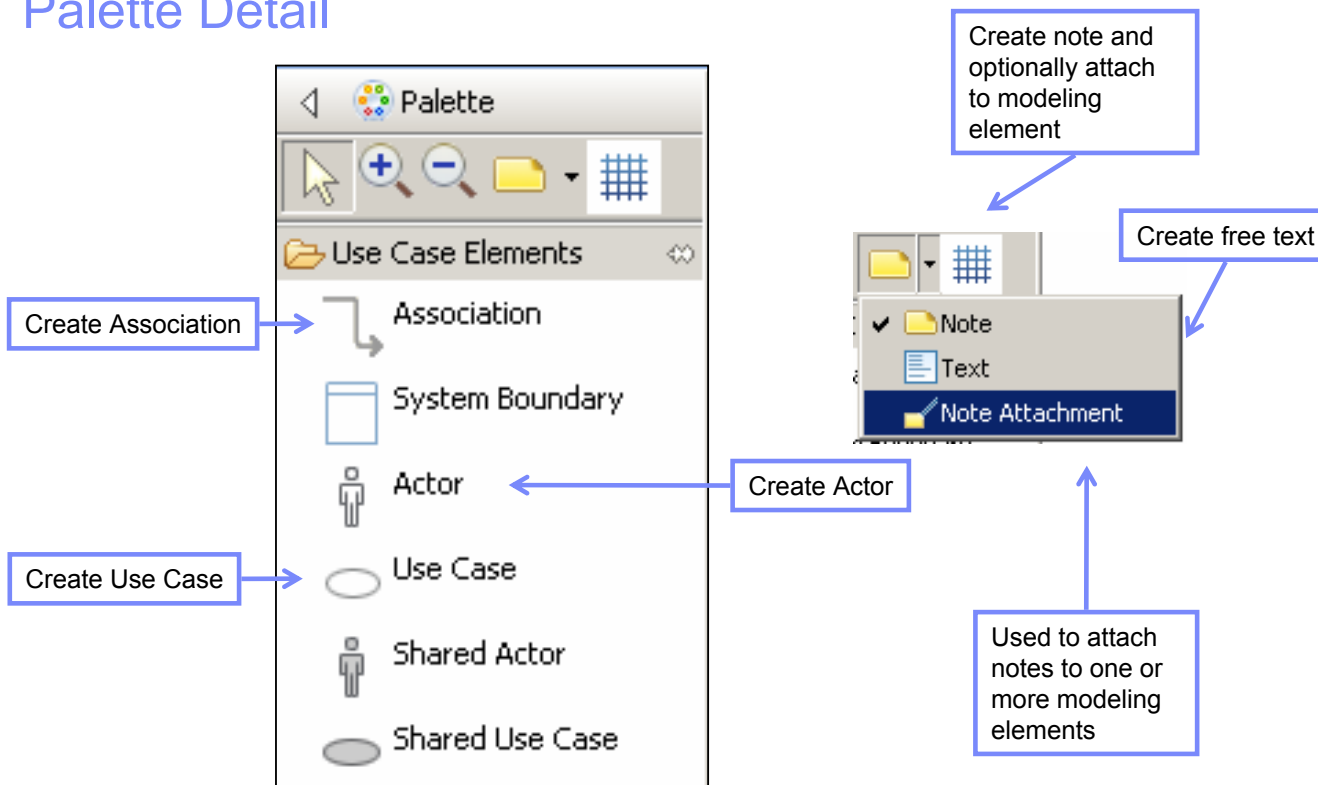 Palette Detail
Create note and
optionally attach
to modeling
element
Palette
Use Case Elements
Create free text
Create Association
Association
Note
Text
Note Attachment
System Boundary
Actor
Create Actor
Create Use Case
Use Case
Shared Actor
Shared Use Case
Used to attach
notes to one or
more modeling
elements